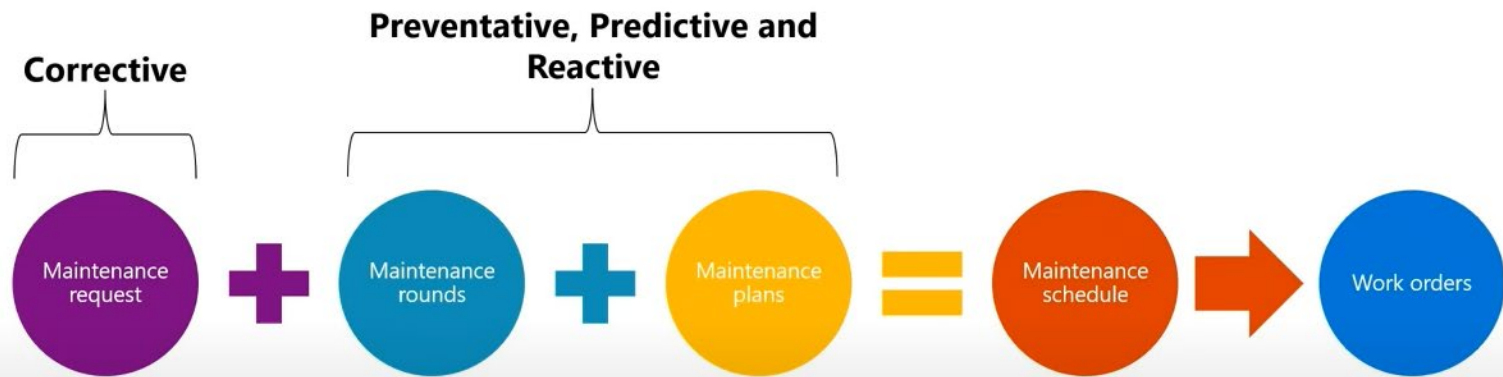 Preventative, Predictive and
Reactive
Corrective
Maintenance
request
Maintenance
rounds
Maintenance
plans
Maintenance
schedule
Work orders